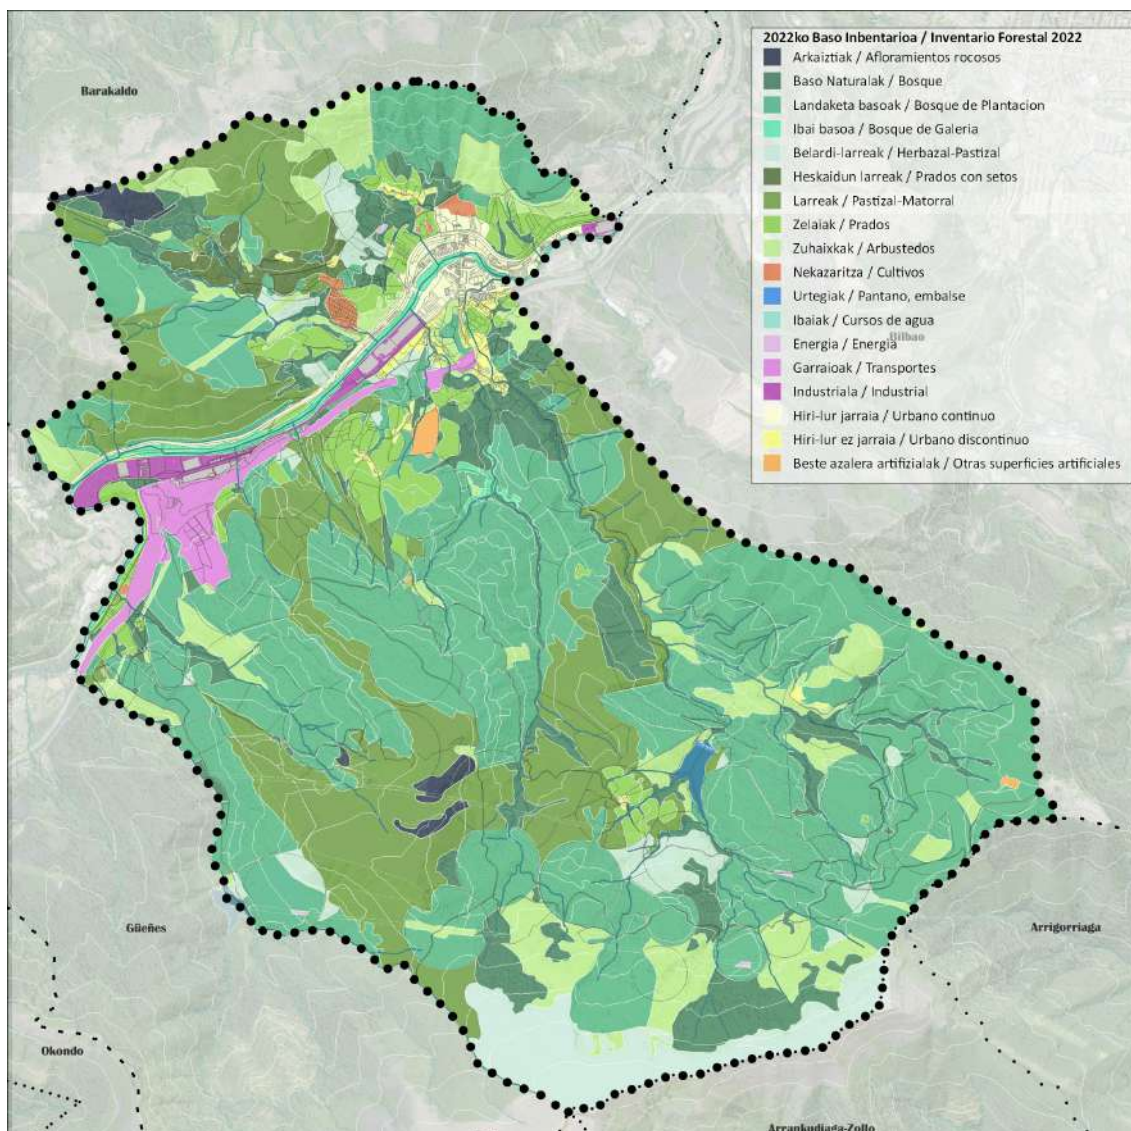 2022ko Baso Inbentarioa / Inventario Forestal 2022
Arkaiztiak / Afloramientos rocosos
Baso Naturalak / Bosque
Landaketa basoak / Bosque de Plantacion
Ibai basoa / Bosque de Galeria
Belardi-larreak / Herbazal-Pastizal
Heskaidun larreak / Prados con setos
Larreak / Pastizal-Matorral
Zelaiak / Prados
Zuhaixkak / Arbustedos
Nekazaritza / Cultivos
Urtegiak / Pantano, embalse
Ibaiak / Cursos de agua
Energia / Energia
Garraioak / Transportes
Industriala / Industrial
Hiri-lur jarraia / Urbano continuo
Hiri-lur ez jarraia / Urbano discontinuo
Beste azalera artifizialak / Otras superficies artificiales
Barakaldo
Bilbao
Güeñes
Arrigorriaga
Okondo
Arrankudiaga-Zollo